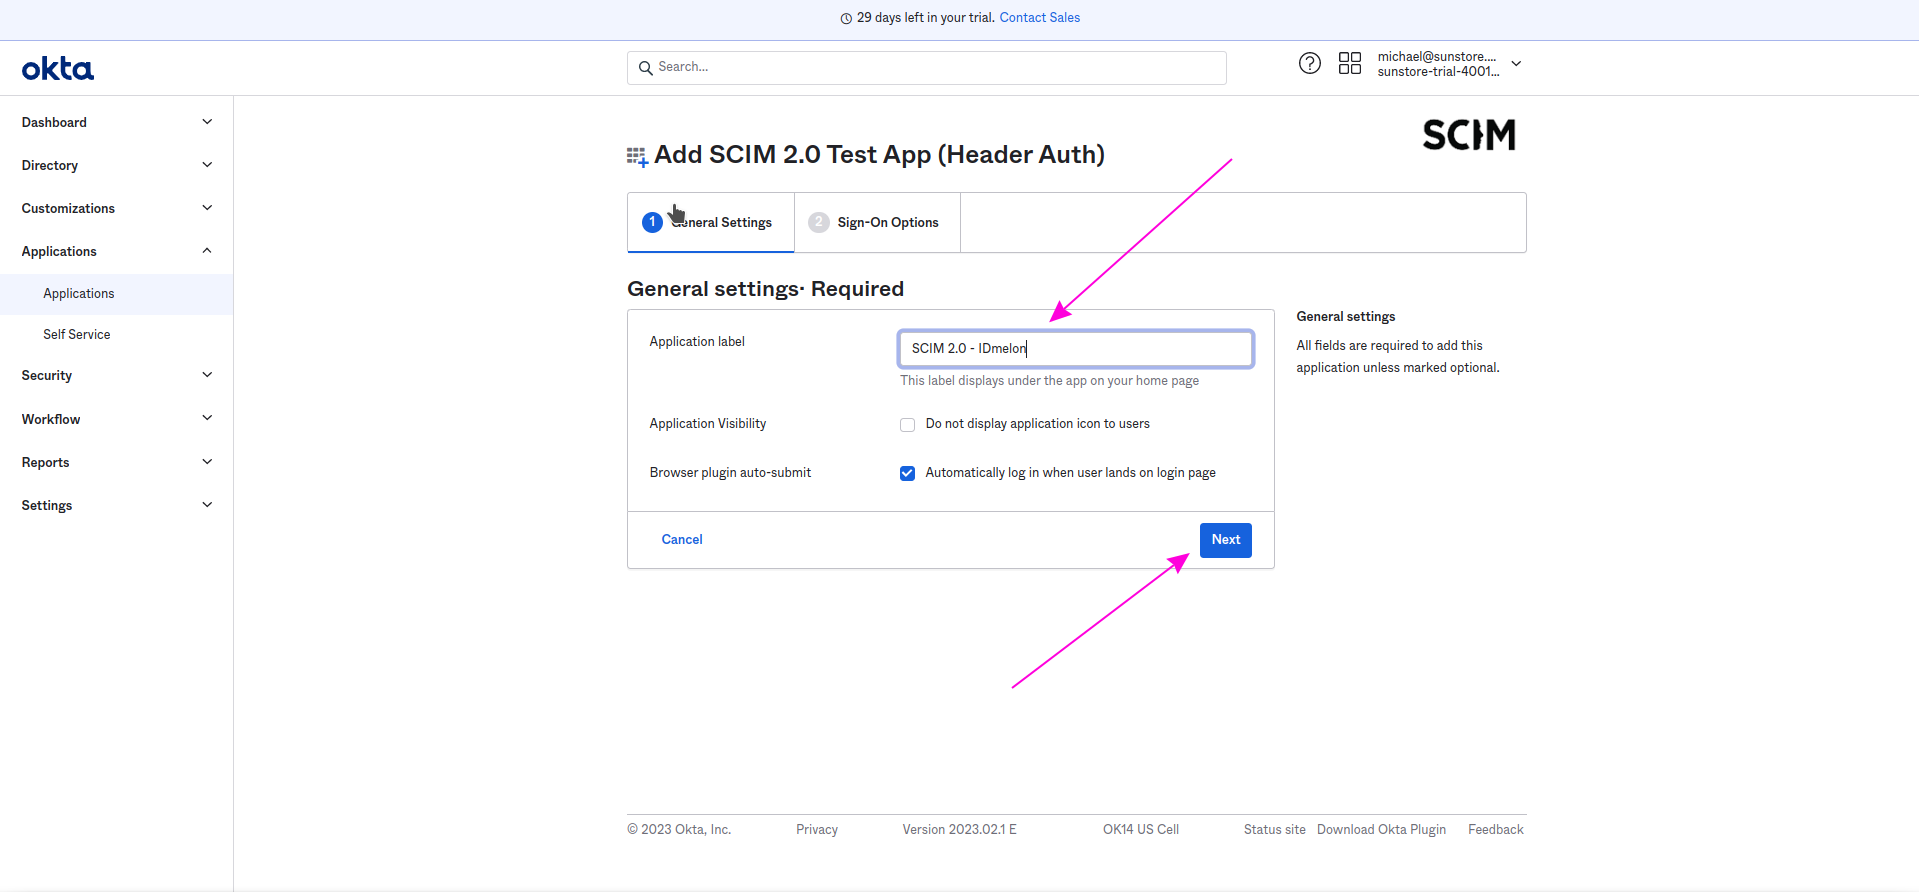 29 days left in your trial. Contact Sales
okta
Search...
michael@sunstore....
sunstore-trial-4001...
Dashboard
Directory
Customizations
Applications
Applications
Self Service
Security
Workflow
Reports
Settings
SCIM
Add SCIM 2.0 Test App (Header Auth)
1 General Settings
2 Sign-On Options
General settings· Required
Application label
SCIM 2.0 - IDmelon
This label displays under the app on your home page
Application Visibility
Do not display application icon to users
Browser plugin auto-submit
Automatically log in when user lands on login page
Cancel
Next
General settings
All fields are required to add this
application unless marked optional.
© 2023 Okta, Inc.
Privacy
Version 2023.02.1 E
OK14 US Cell
Status site
Download Okta Plugin
Feedback